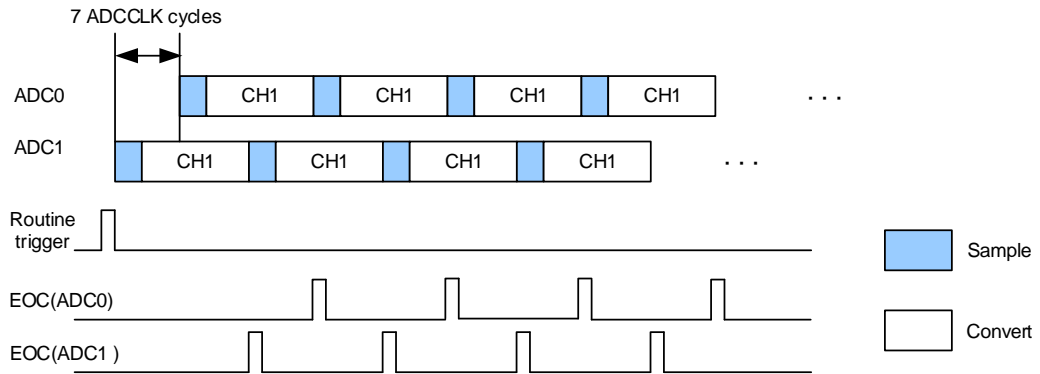 7 ADCCLK cycles
ADC0
CH1 CH1 CH1 CH1 . . .
ADC1
CH1 CH1 CH1 CH1 . . .
Routine
trigger
Sample
EOC(ADC0)
Convert
EOC(ADC1 )